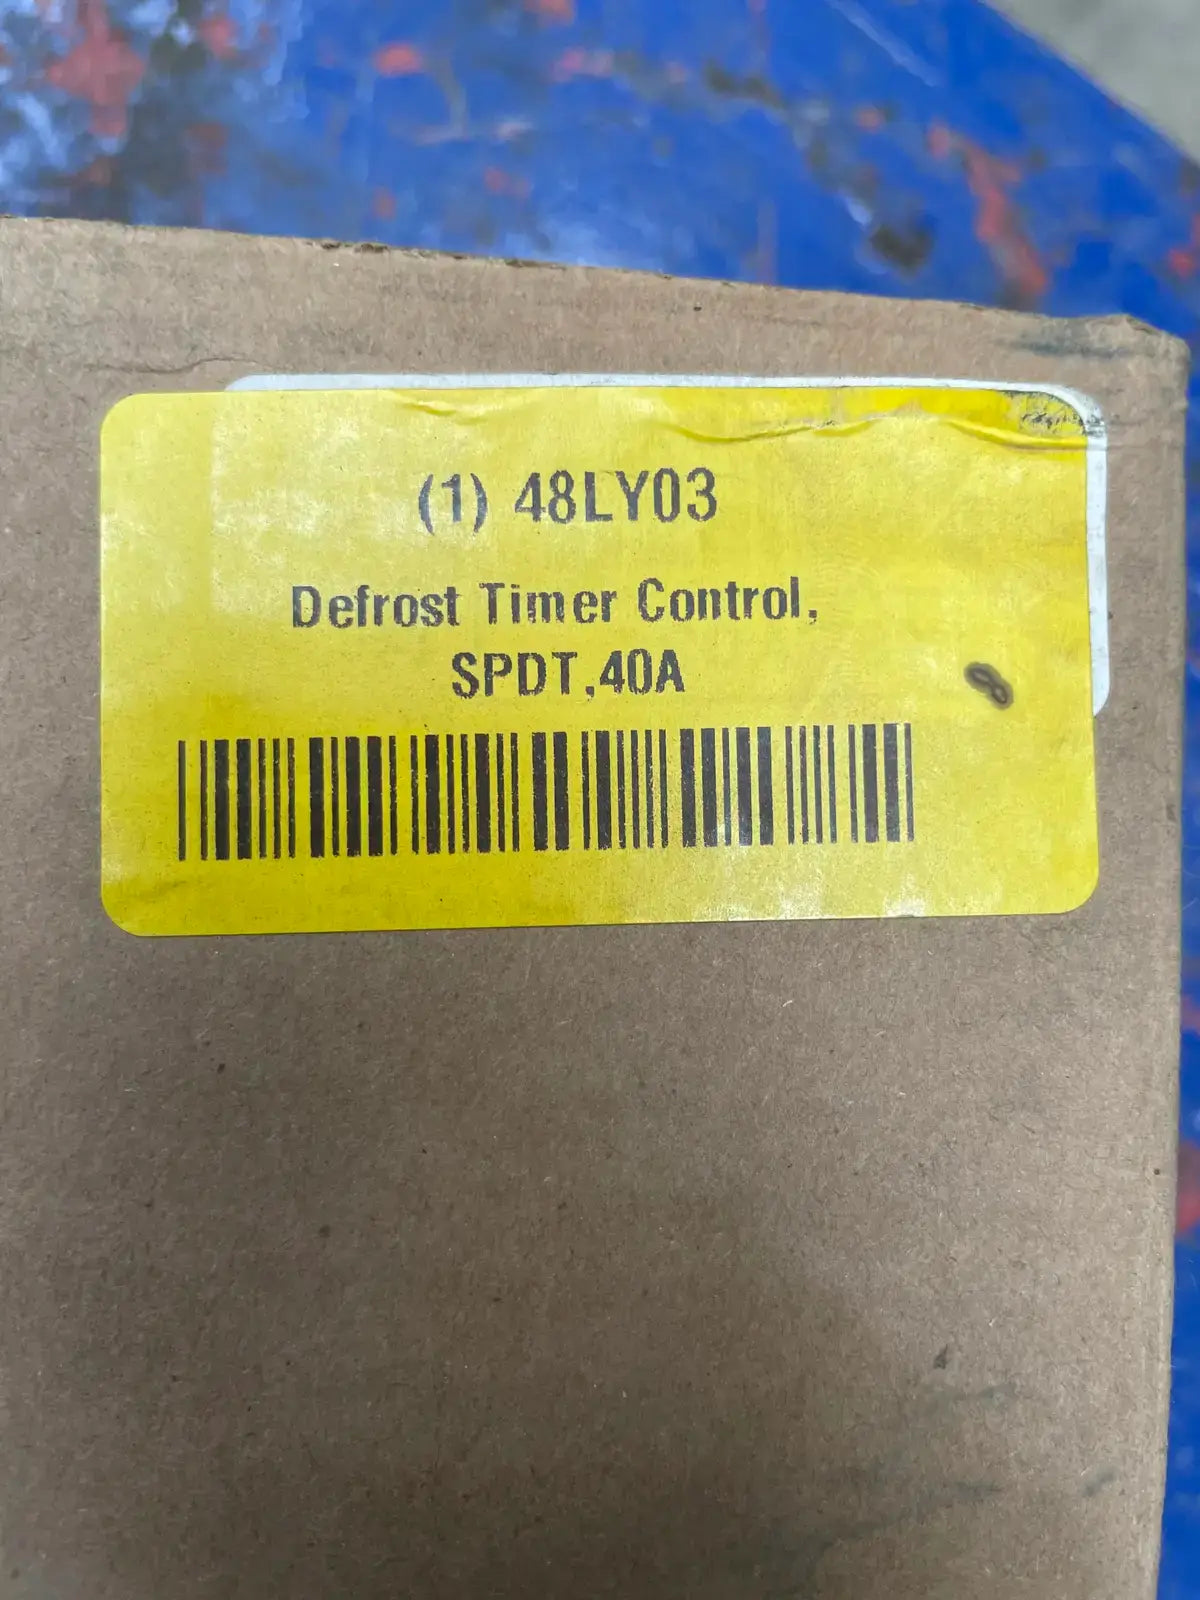 (1) 48LY03
Defrost Timer Control,
SPDT,40A